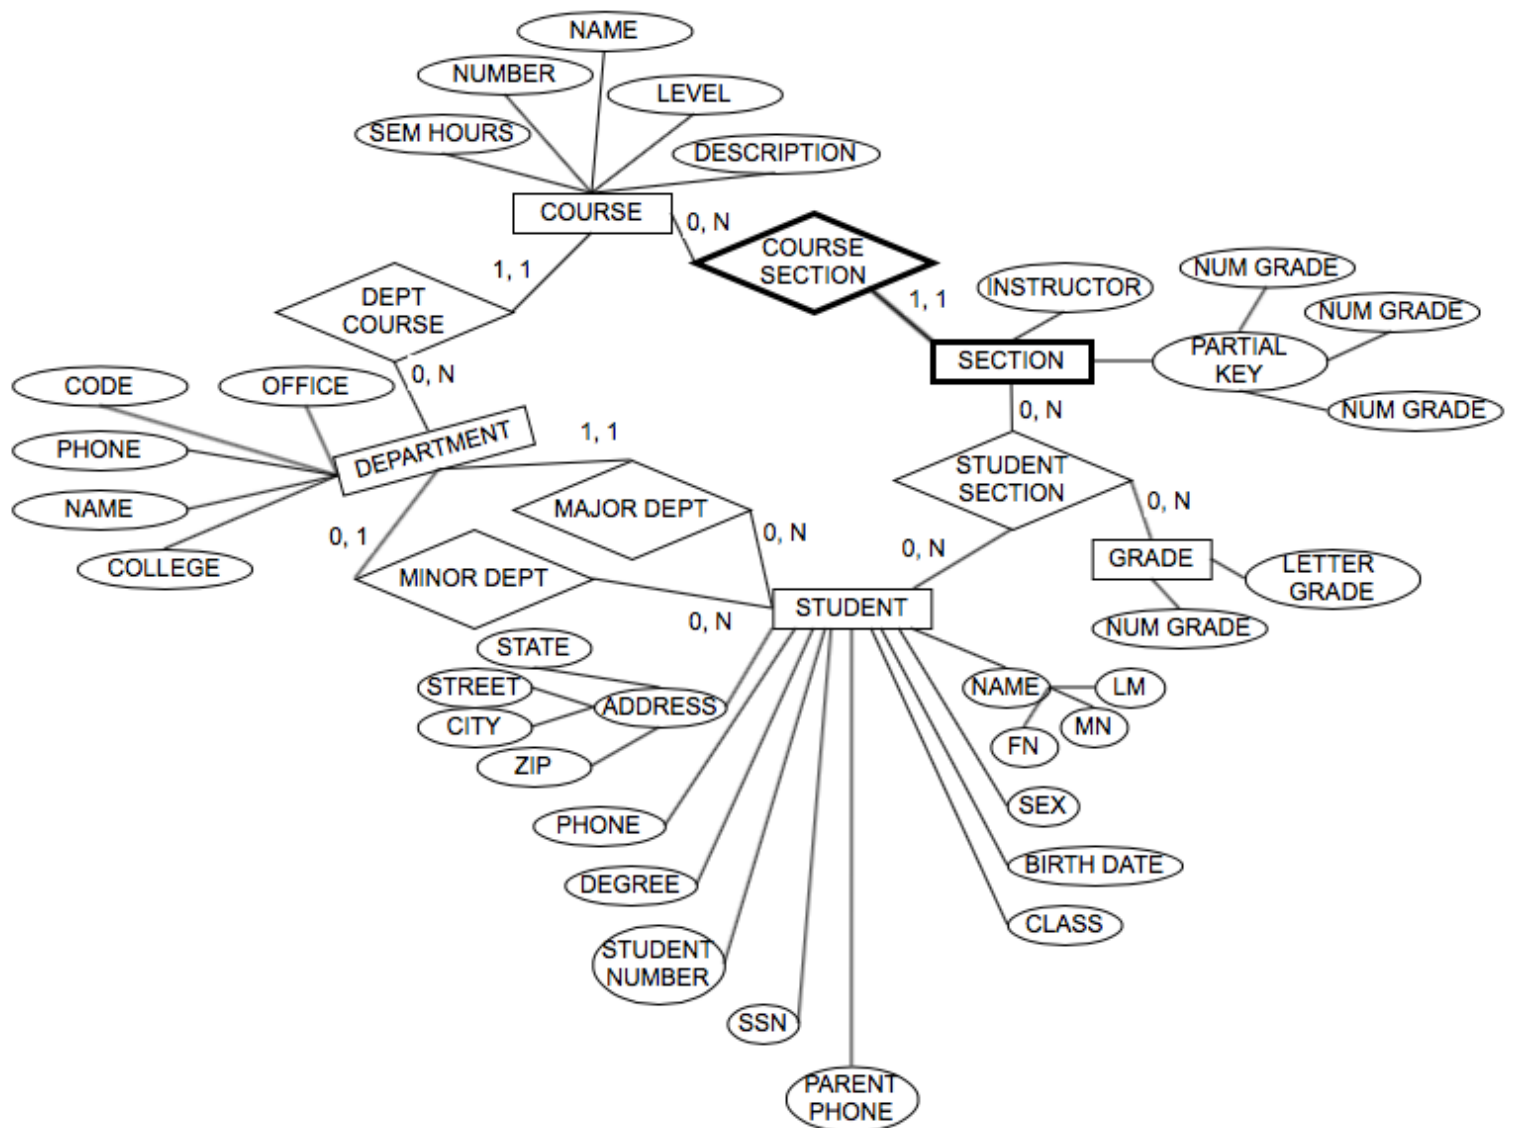 NAME
NUMBER
LEVEL
SEM HOURS
DESCRIPTION
COURSE
0, N
COURSE
SECTION
1, 1
1, 1
DEPT
COURSE
0, N
INSTRUCTOR
NUM GRADE
NUM GRADE
SECTION
PARTIAL
KEY
NUM GRADE
0, N
CODE
OFFICE
PHONE
DEPARTMENT
1, 1
NAME
MAJOR DEPT
STUDENT
SECTION
0, N
0, 1
0, N
0, N
COLLEGE
MINOR DEPT
GRADE
LETTER
GRADE
0, N
STUDENT
NUM GRADE
STATE
STREET
ADDRESS
CITY
ZIP
NAME
LM
MN
FN
PHONE
SEX
DEGREE
BIRTH DATE
CLASS
STUDENT
NUMBER
SSN
PARENT
PHONE